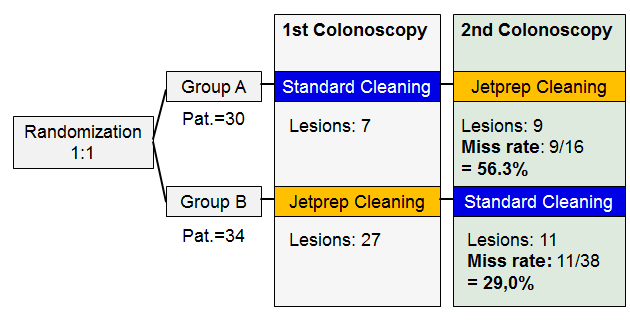 1st Colonoscopy
2nd Colonoscopy
Randomization
1:1
Group A
Pat.=30
Standard Cleaning
Lesions: 7
Jetprep Cleaning
Lesions: 9
Miss rate: 9/16
= 56.3%
Group B
Pat.=34
Jetprep Cleaning
Lesions: 27
Standard Cleaning
Lesions: 11
Miss rate: 11/38
= 29,0%